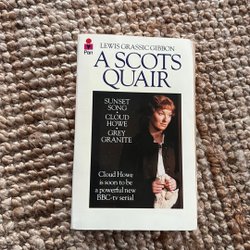 Pan
LEWIS GRASSIC GIBBON
A SCOTS
QUAIR
SUNSET
SONG
CLOUD
HOWE
GREY
GRANITE
Cloud Howe
is soon to be
a powerful new
BBC-tv serial